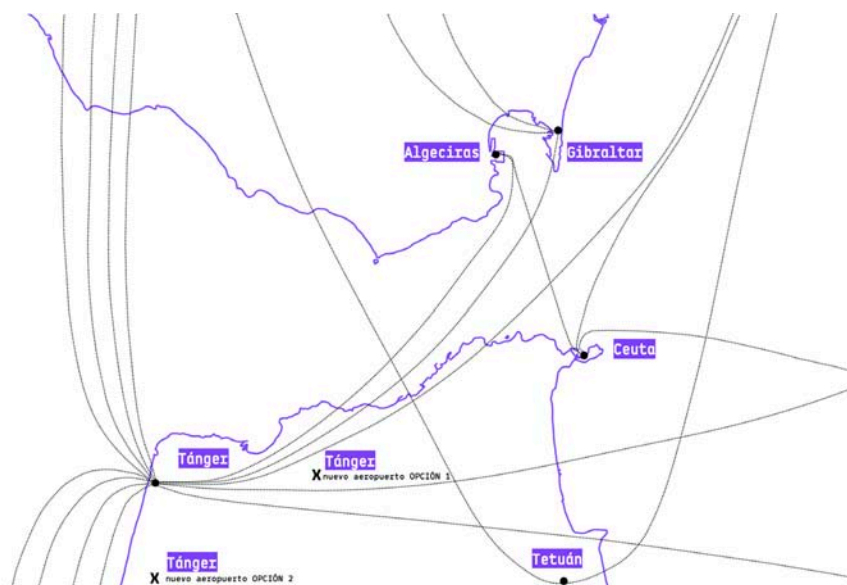 Algeciras
Gibraltar
Ceuta
Tánger
Tánger
X nuevo aeropuerto OPCIÓN 1
Tetuán
Tánger
X nuevo aeropuerto OPCIÓN 2